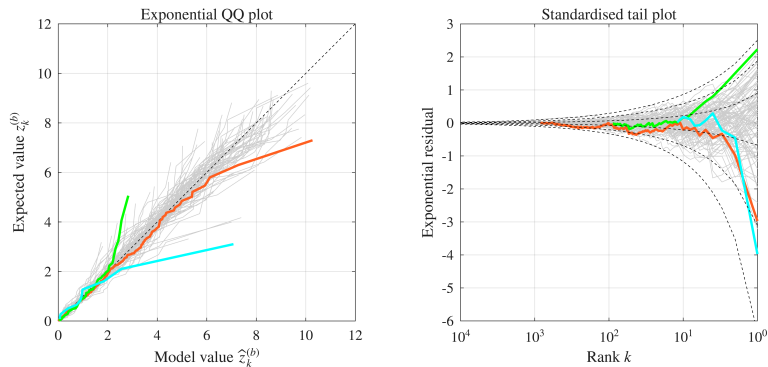 Exponential QQ plot
Expected value z_k^{(b)}
12
10
8
6
4
2
0
0 2 4 6 8 10 12
Model value \hat{z}_k^{(b)}
Standardised tail plot
Exponential residual
3
2
1
0
-1
-2
-3
-4
-5
-6
10^4 10^3 10^2 10^1 10^0
Rank k